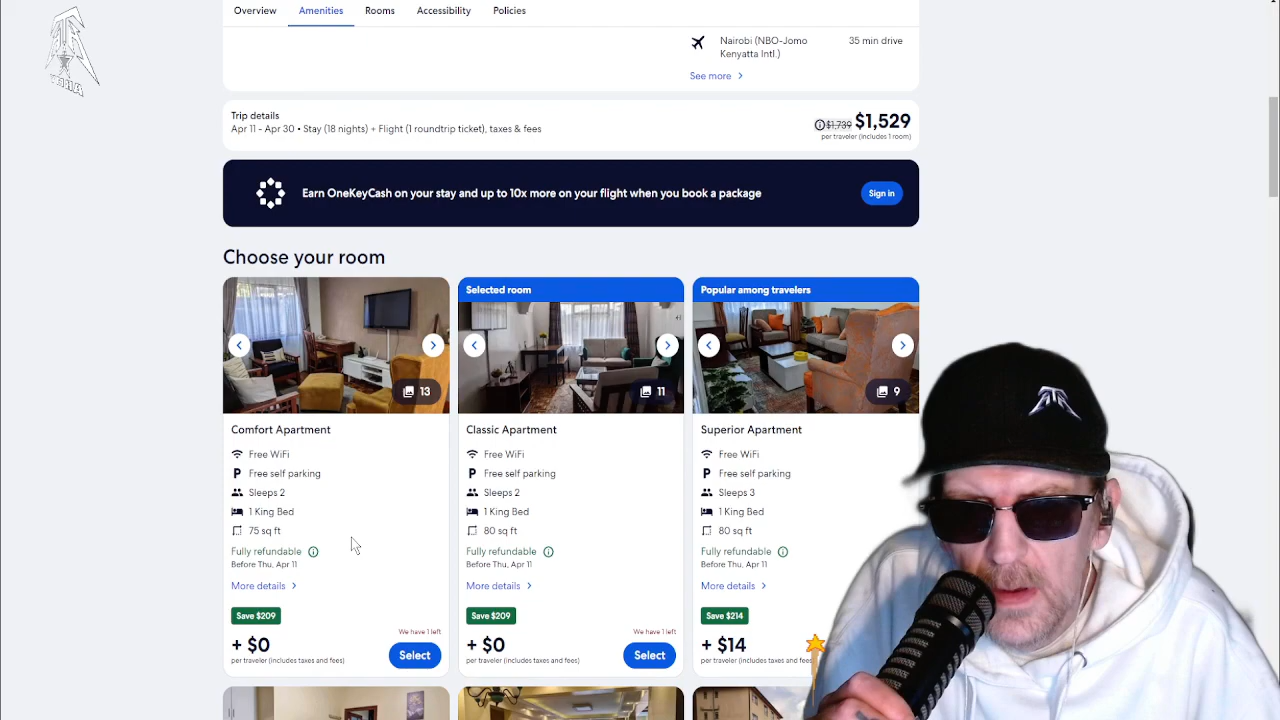 Overview
Amenities
Rooms
Accessibility
Policies
Nairobi (NBO-Jomo
Kenyatta Intl.)
35 min drive
See more
Trip details
Apr 11 - Apr 30 • Stay (18 nights) + Flight (1 roundtrip ticket), taxes & fees
$1,739 $1,529
per traveler (includes 1 room)
Earn OneKeyCash on your stay and up to 10x more on your flight when you book a package
Sign in
Choose your room
13
Comfort Apartment
Free WiFi
P Free self parking
Sleeps 2
1 King Bed
75 sq ft
Fully refundable
Before Thu, Apr 11
More details
Save $209
We have 1 left
+ $0
per traveler (includes taxes and fees)
Select
Selected room
11
Classic Apartment
Free WiFi
P Free self parking
Sleeps 2
1 King Bed
80 sq ft
Fully refundable
Before Thu, Apr 11
More details
Save $209
We have 1 left
+ $0
per traveler (includes taxes and fees)
Select
Popular among travelers
9
Superior Apartment
Free WiFi
P Free self parking
Sleeps 3
1 King Bed
80 sq ft
Fully refundable
Before Thu, Apr 11
More details
Save $214
+ $14
per traveler (includes taxes and fees)